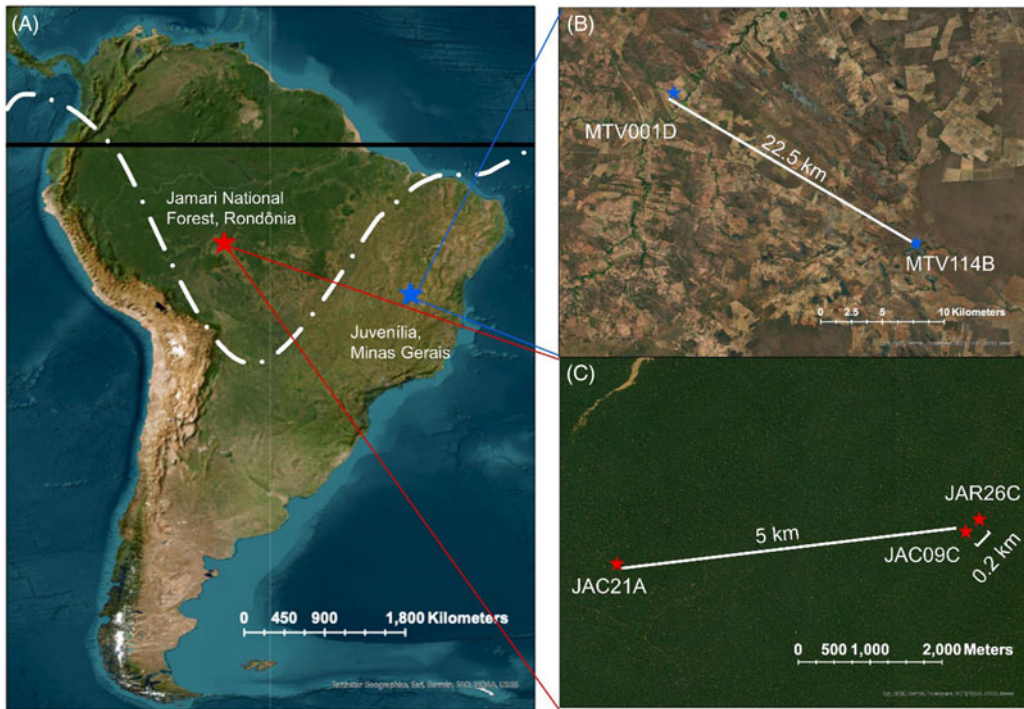 (A)
Jamari National
Forest, Rondônia
Juvenília,
Minas Gerais
0 450 900 1,800 Kilometers
(B)
MTV001D
22.5 km
MTV114B
0 2.5 5 10 Kilometers
(C)
JAR26C
5 km
JAC09C
0.2 km
JAC21A
0 500 1,000 2,000 Meters